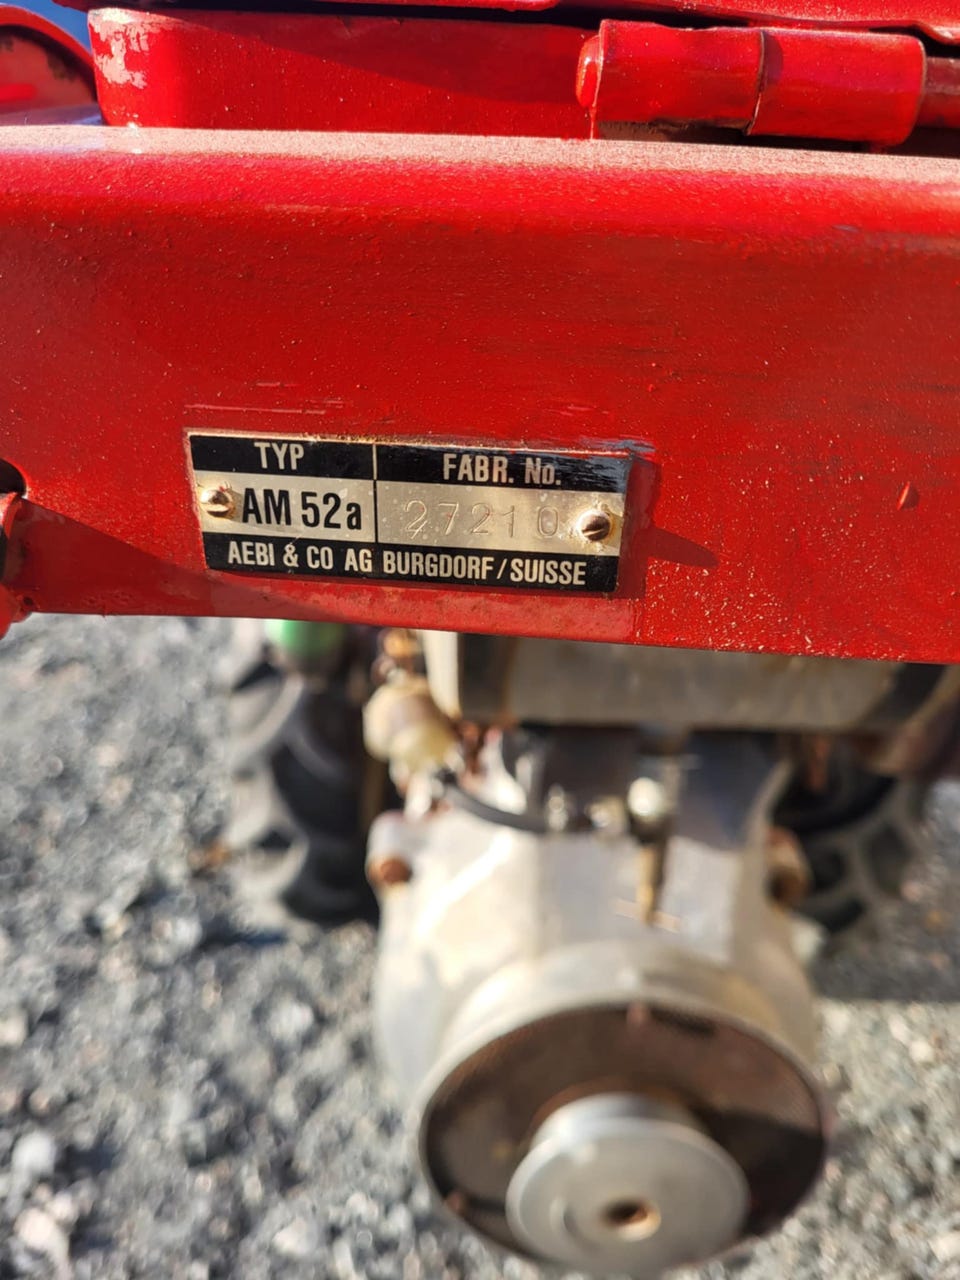 TYP FABR. No.
AM 52a 27210
AEBI & CO AG BURGDORF/SUISSE